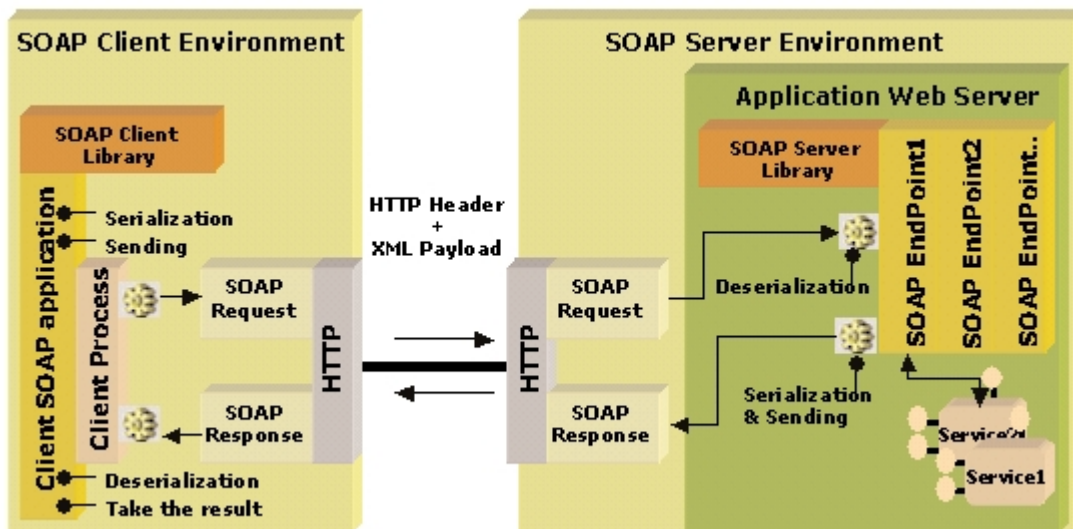 SOAP Client Environment
SOAP Client
Library
Client SOAP application
Serialization
Sending
Client Process
SOAP
Request
SOAP
Response
HTTP
Deserialization
Take the result
HTTP Header
+
XML Payload
SOAP Server Environment
Application Web Server
SOAP Server
Library
SOAP EndPoint1
SOAP EndPoint2
SOAP EndPoint..
HTTP
SOAP
Request
SOAP
Response
Deserialization
Serialization
& Sending
Service1